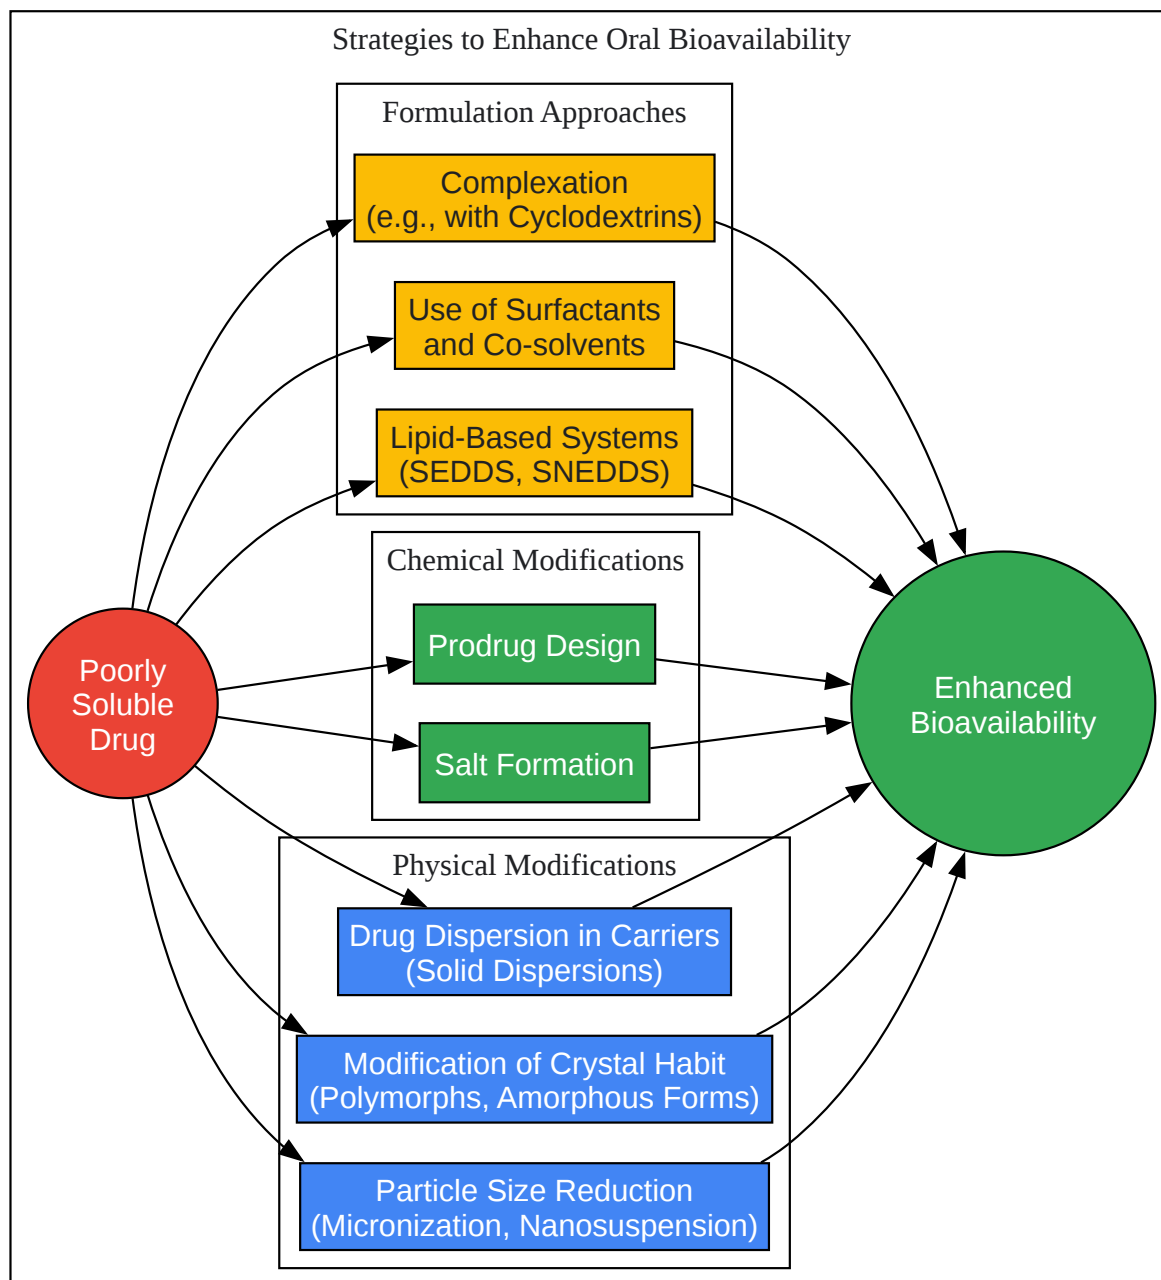 Strategies to Enhance Oral Bioavailability
Formulation Approaches
Complexation
(e.g., with Cyclodextrins)
Use of Surfactants
and Co-solvents
Lipid-Based Systems
(SEDDS, SNEDDS)
Chemical Modifications
Prodrug Design
Salt Formation
Poorly
Soluble
Drug
Enhanced
Bioavailability
Physical Modifications
Drug Dispersion in Carriers
(Solid Dispersions)
Modification of Crystal Habit
(Polymorphs, Amorphous Forms)
Particle Size Reduction
(Micronization, Nanosuspension)